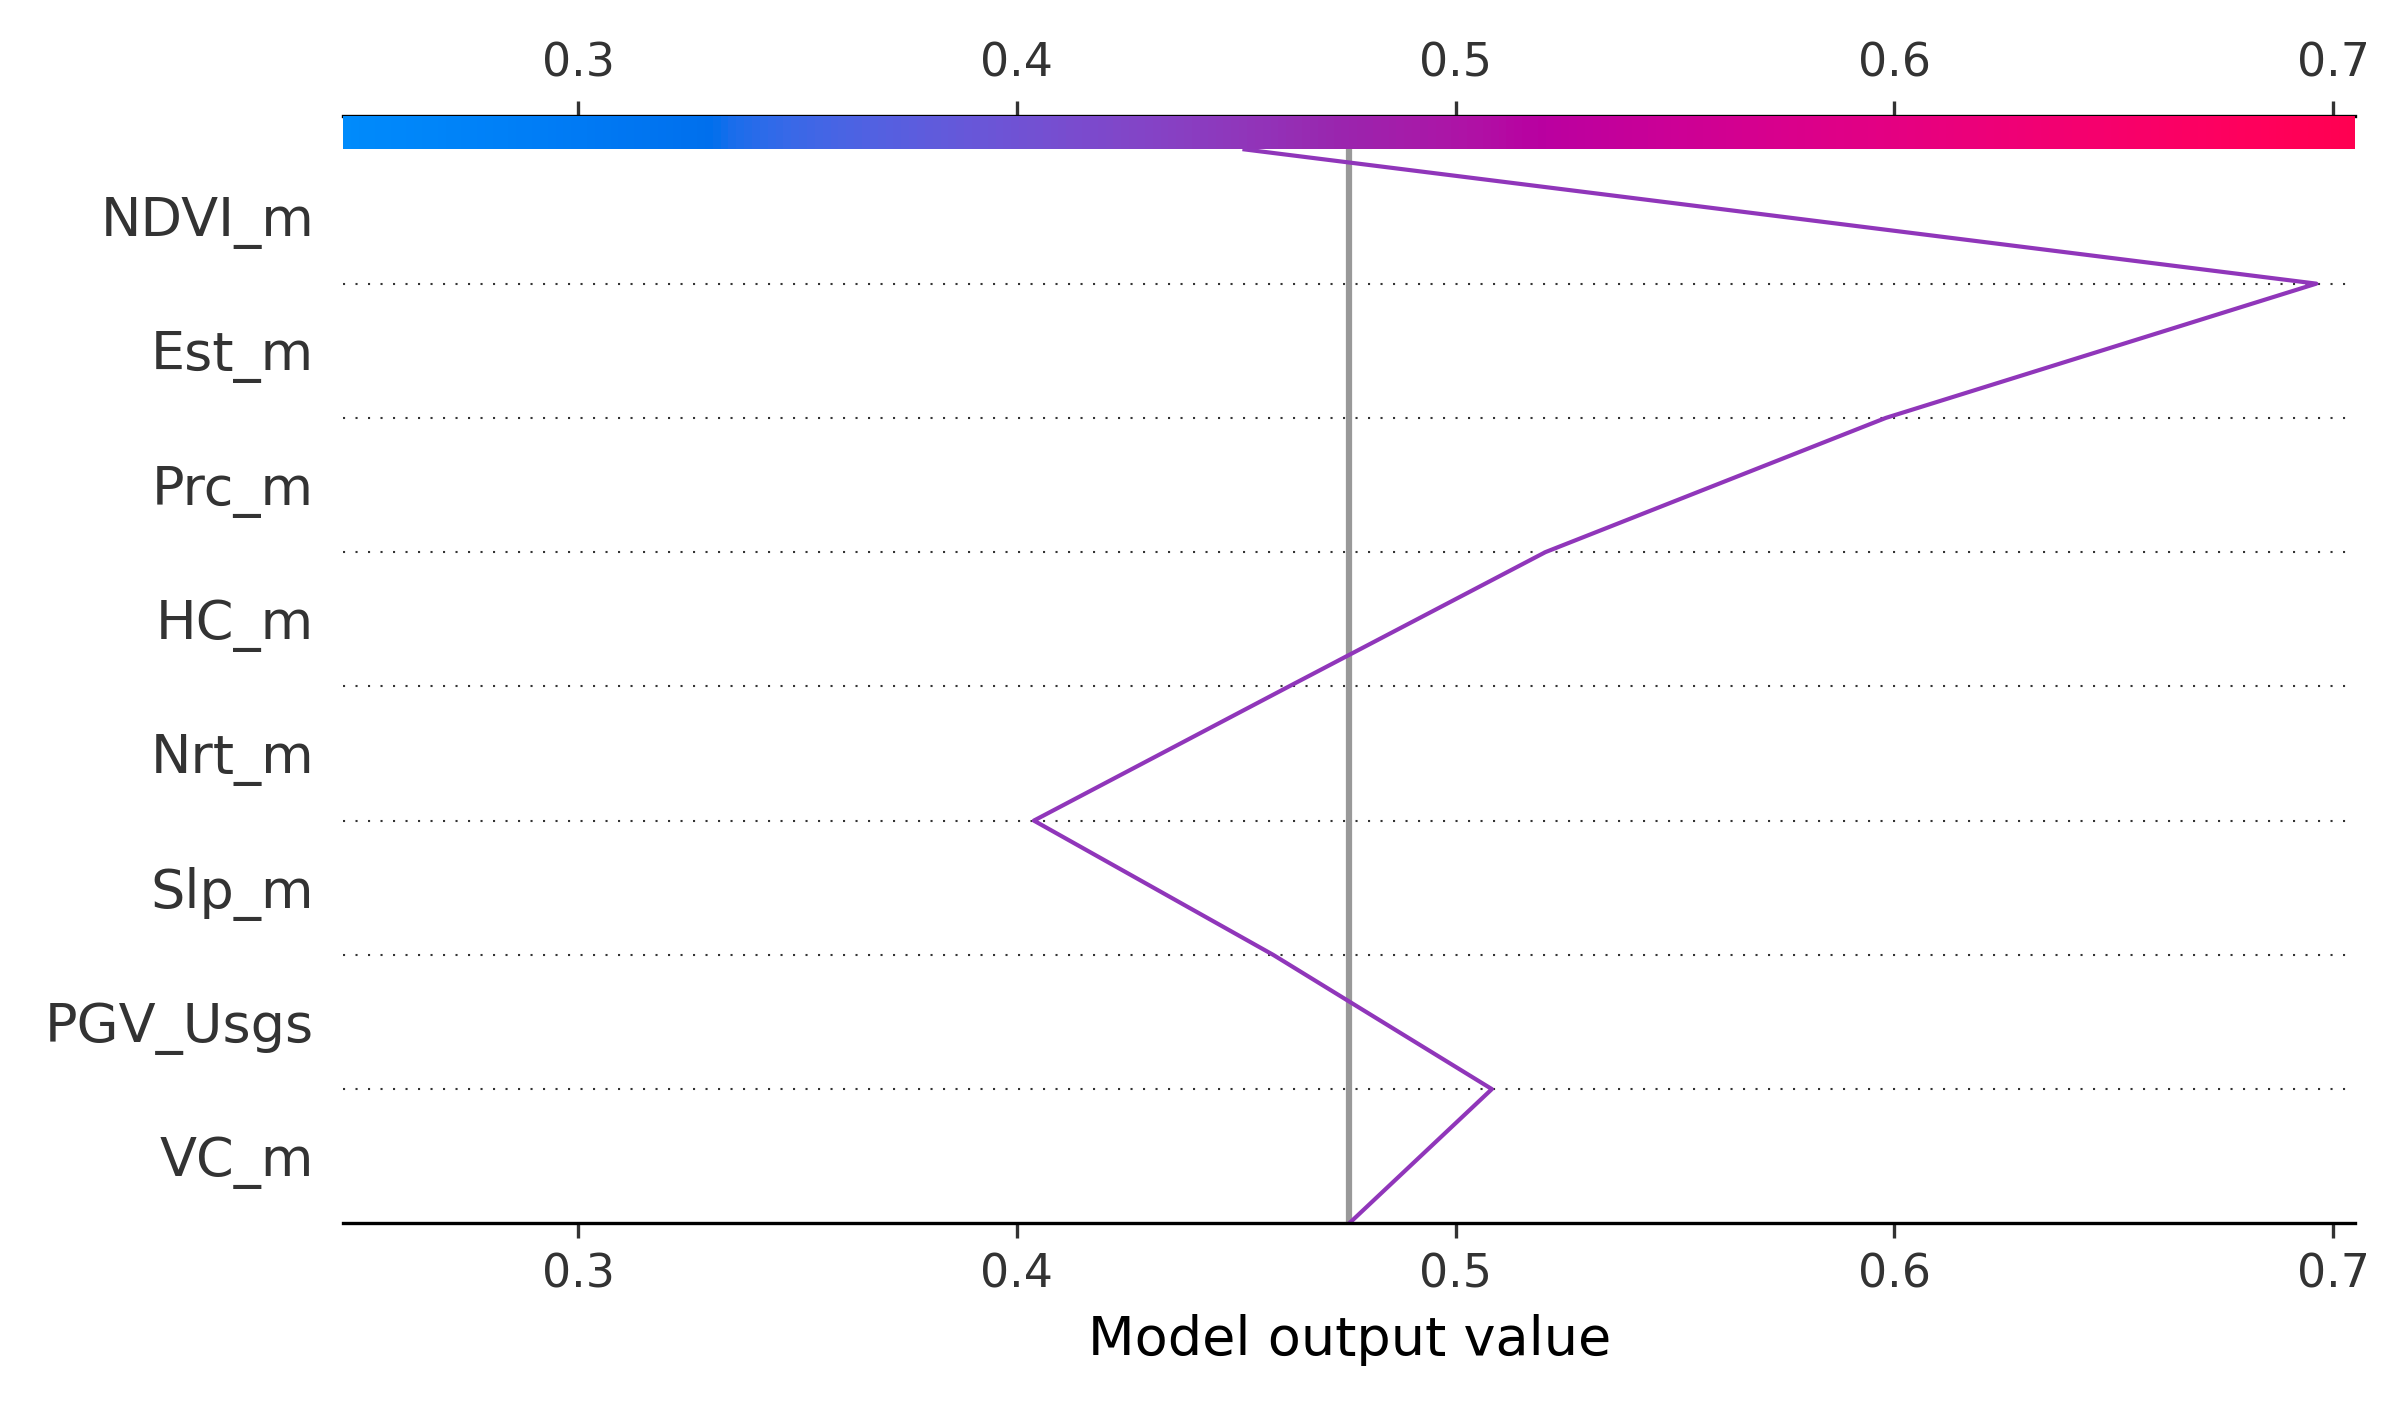 0.3 0.4 0.5 0.6 0.7
NDVI_m
Est_m
Prc_m
HC_m
Nrt_m
Slp_m
PGV_Usgs
VC_m
0.3 0.4 0.5 0.6 0.7
Model output value